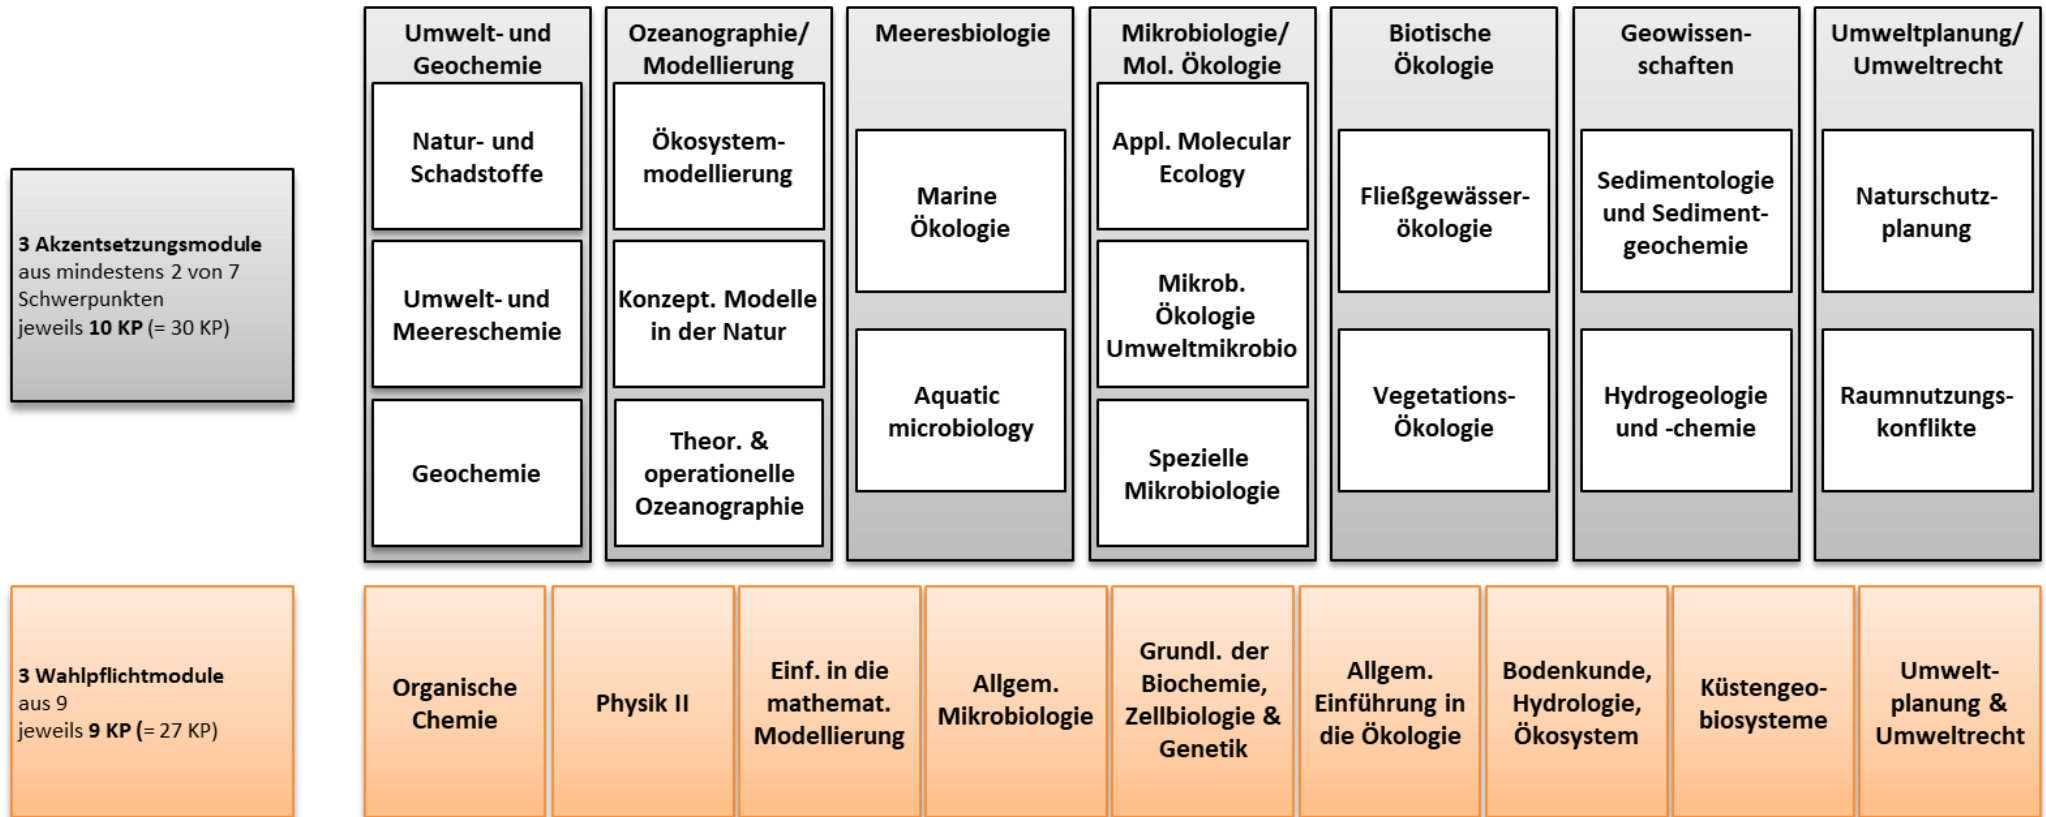 3 Akzentsetzungsmodule
aus mindestens 2 von 7
Schwerpunkten
jeweils 10 KP (= 30 KP)
Umwelt- und
Geochemie
Natur- und
Schadstoffe
Umwelt- und
Meereschemie
Geochemie
Ozeanographie/
Modellierung
Ökosystem-
modellierung
Konzept. Modelle
in der Natur
Theor. &
operationelle
Ozeanographie
Meeresbiologie
Marine
Ökologie
Aquatic
microbiology
Mikrobiologie/
Mol. Ökologie
Appl. Molecular
Ecology
Mikrob.
Ökologie
Umweltmikrobio
Spezielle
Mikrobiologie
Biotische
Ökologie
Fließgewässer-
ökologie
Vegetations-
Ökologie
Geowissen-
schaften
Sedimentologie
und Sediment-
geochemie
Hydrogeologie
und -chemie
Umweltplanung/
Umweltrecht
Naturschutz-
planung
Raumnutzungs-
konflikte
3 Wahlpflichtmodule
aus 9
jeweils 9 KP (= 27 KP)
Organische
Chemie
Physik II
Einf. in die
mathemat.
Modellierung
Allgem.
Mikrobiologie
Grundl. der
Biochemie,
Zellbiologie &
Genetik
Allgem.
Einführung in
die Ökologie
Bodenkunde,
Hydrologie,
Ökosystem
Küstengeo-
biosysteme
Umwelt-
planung &
Umweltrecht